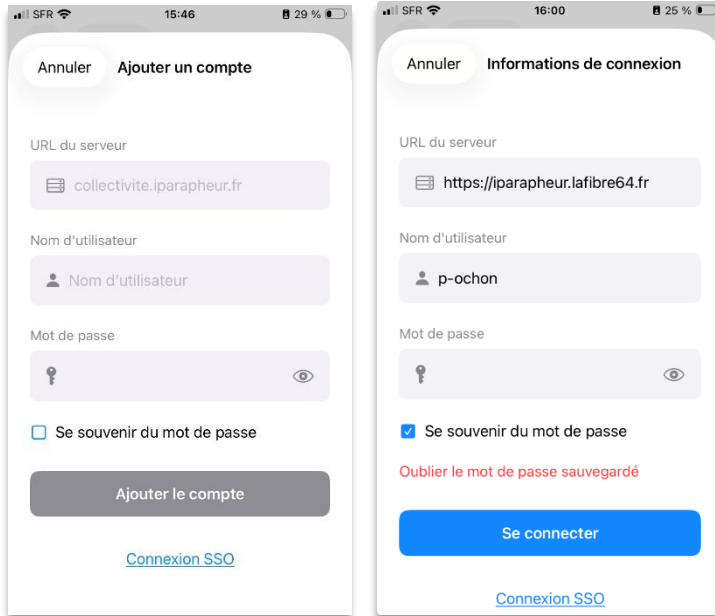 SFR 15:46 29 %
Annuler Ajouter un compte
URL du serveur
collectivite.iparapheur.fr
Nom d'utilisateur
Nom d'utilisateur
Mot de passe
Se souvenir du mot de passe
Ajouter le compte
Connexion SSO
SFR 16:00 25 %
Annuler Informations de connexion
URL du serveur
https://iparapheur.lafibre64.fr
Nom d'utilisateur
p-ochon
Mot de passe
Se souvenir du mot de passe
Oublier le mot de passe sauvegardé
Se connecter
Connexion SSO